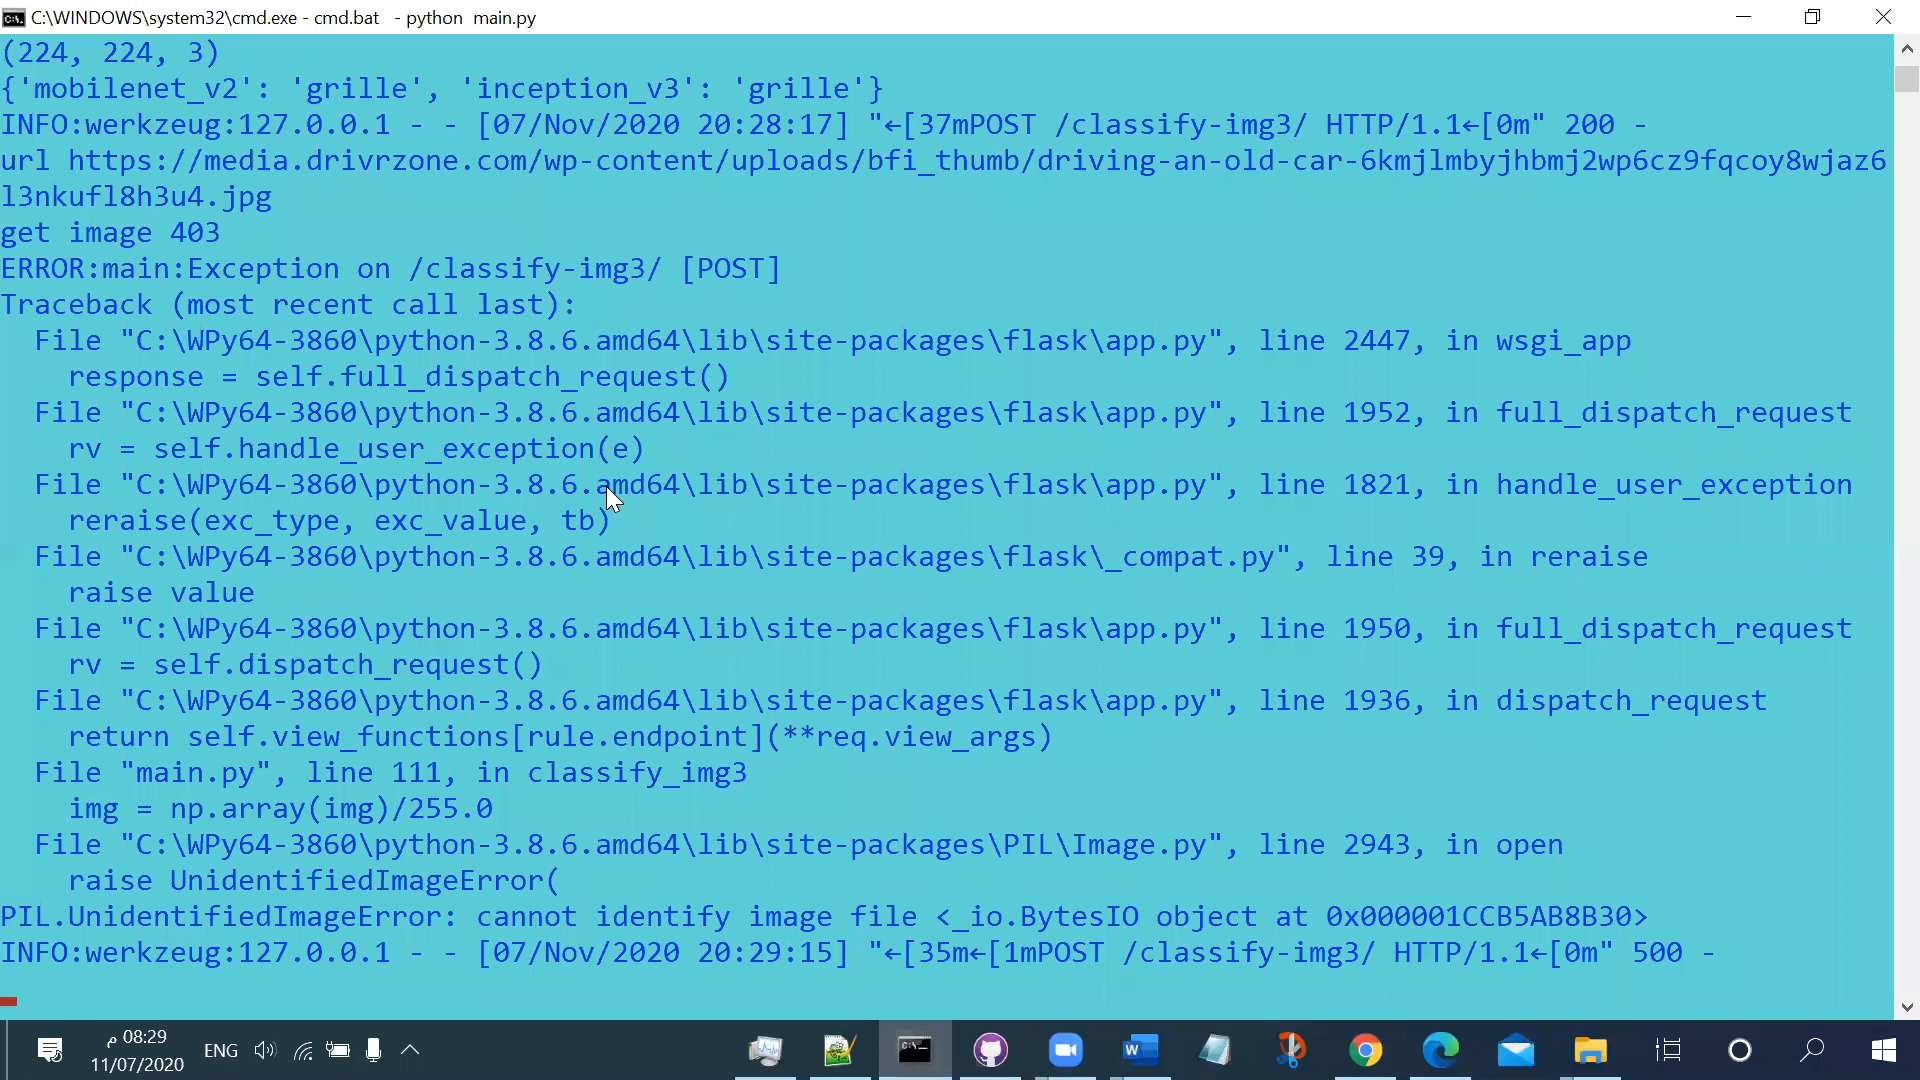 C:\WINDOWS\system32\cmd.exe - cmd.bat - python main.py
(224, 224, 3)
{'mobilenet_v2': 'grille', 'inception_v3': 'grille'}
INFO:werkzeug:127.0.0.1 - - [07/Nov/2020 20:28:17] "←[37mPOST /classify-img3/ HTTP/1.1←[0m" 200 -
url https://media.drivrzone.com/wp-content/uploads/bfi_thumb/driving-an-old-car-6kmjlmbyjhbmj2wp6cz9fqcoy8wjaz6
l3nkufl8h3u4.jpg
get image 403
ERROR:main:Exception on /classify-img3/ [POST]
Traceback (most recent call last):
  File "C:\WPy64-3860\python-3.8.6.amd64\lib\site-packages\flask\app.py", line 2447, in wsgi_app
    response = self.full_dispatch_request()
  File "C:\WPy64-3860\python-3.8.6.amd64\lib\site-packages\flask\app.py", line 1952, in full_dispatch_request
    rv = self.handle_user_exception(e)
  File "C:\WPy64-3860\python-3.8.6.amd64\lib\site-packages\flask\app.py", line 1821, in handle_user_exception
    reraise(exc_type, exc_value, tb)
  File "C:\WPy64-3860\python-3.8.6.amd64\lib\site-packages\flask\_compat.py", line 39, in reraise
    raise value
  File "C:\WPy64-3860\python-3.8.6.amd64\lib\site-packages\flask\app.py", line 1950, in full_dispatch_request
    rv = self.dispatch_request()
  File "C:\WPy64-3860\python-3.8.6.amd64\lib\site-packages\flask\app.py", line 1936, in dispatch_request
    return self.view_functions[rule.endpoint](**req.view_args)
  File "main.py", line 111, in classify_img3
    img = np.array(img)/255.0
  File "C:\WPy64-3860\python-3.8.6.amd64\lib\site-packages\PIL\Image.py", line 2943, in open
    raise UnidentifiedImageError(
PIL.UnidentifiedImageError: cannot identify image file <_io.BytesIO object at 0x000001CCB5AB8B30>
INFO:werkzeug:127.0.0.1 - - [07/Nov/2020 20:29:15] "←[35m←[1mPOST /classify-img3/ HTTP/1.1←[0m" 500 -
08:29 م
11/07/2020
ENG